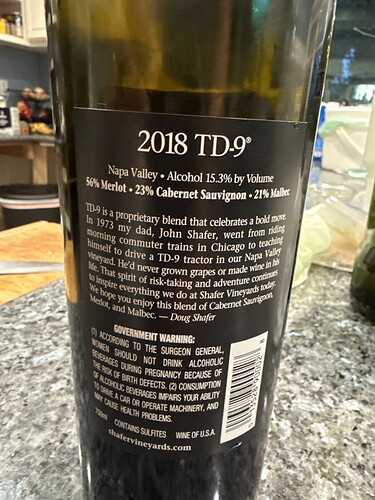 2018 TD-9®
Napa Valley • Alcohol 15.3% by Volume
56% Merlot • 23% Cabernet Sauvignon • 21% Malbec
TD-9 is a proprietary blend that celebrates a bold move.
In 1973 my dad, John Shafer, went from riding
morning commuter trains in Chicago to teaching
himself to drive a TD-9 tractor in our Napa Valley
vineyard. He'd never grown grapes or made wine in his
life. That spirit of risk-taking and adventure continues
to inspire everything we do at Shafer Vineyards today.
We hope you enjoy this blend of Cabernet Sauvignon,
Merlot, and Malbec. — Doug Shafer
GOVERNMENT WARNING:
(1) ACCORDING TO THE SURGEON GENERAL,
WOMEN SHOULD NOT DRINK ALCOHOLIC
BEVERAGES DURING PREGNANCY BECAUSE OF
THE RISK OF BIRTH DEFECTS. (2) CONSUMPTION
OF ALCOHOLIC BEVERAGES IMPAIRS YOUR ABILITY
TO DRIVE A CAR OR OPERATE MACHINERY, AND
MAY CAUSE HEALTH PROBLEMS.
750ml CONTAINS SULFITES WINE OF U.S.A.
shafervineyards.com